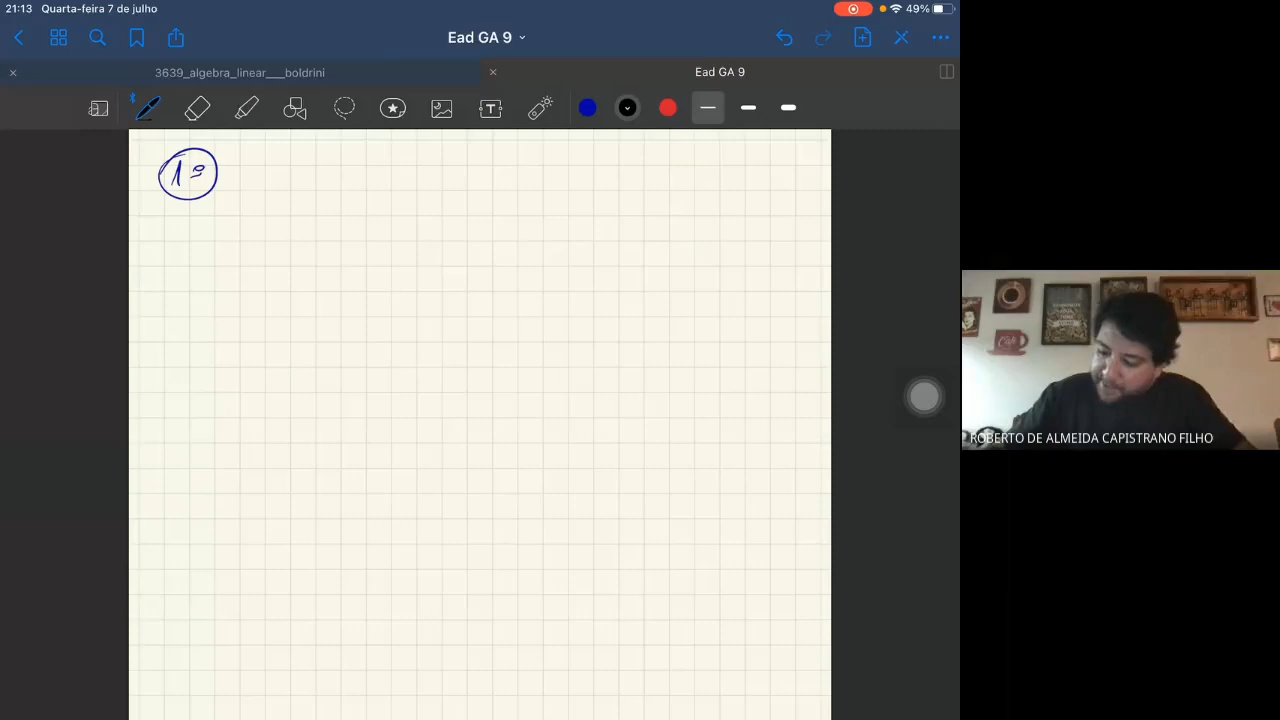 21:13 Quarta-feira 7 de julho
49%
Ead GA 9
3639_algebra_linear___boldrini
Ead GA 9
T
1º
Café
ROBERTO DE ALMEIDA CAPISTRANO FILHO